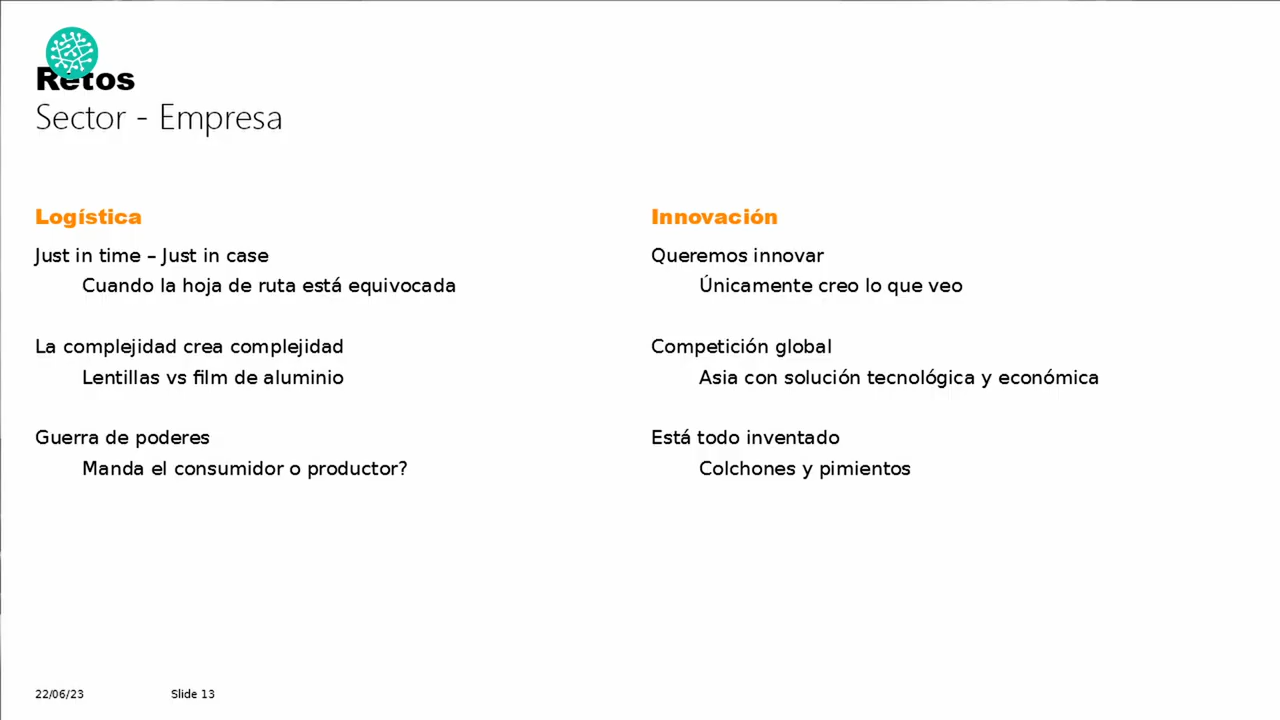 Retos
Sector - Empresa
Logística
Just in time – Just in case
Cuando la hoja de ruta está equivocada
La complejidad crea complejidad
Lentillas vs film de aluminio
Guerra de poderes
Manda el consumidor o productor?
Innovación
Queremos innovar
Únicamente creo lo que veo
Competición global
Asia con solución tecnológica y económica
Está todo inventado
Colchones y pimientos
22/06/23
Slide 13